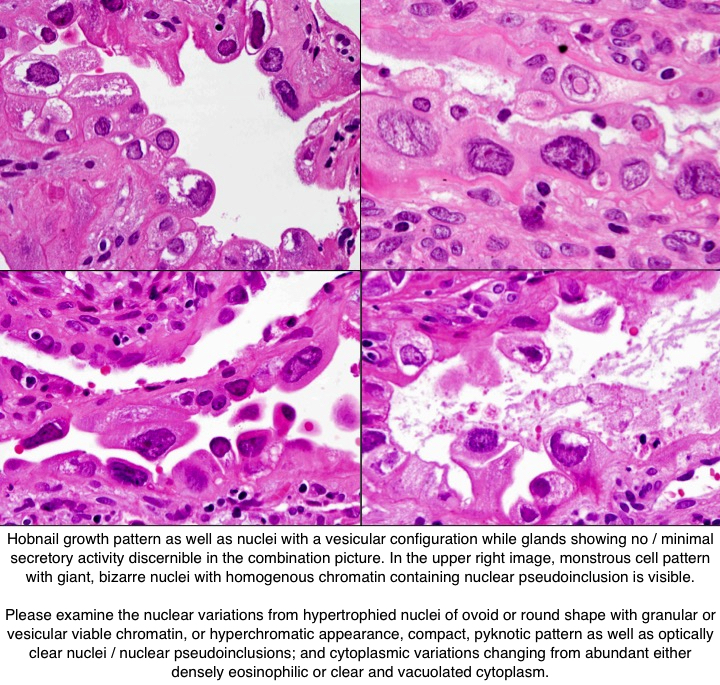 Hobnail growth pattern as well as nuclei with a vesicular configuration while glands showing no / minimal
secretory activity discernible in the combination picture. In the upper right image, monstrous cell pattern
with giant, bizarre nuclei with homogenous chromatin containing nuclear pseudoinclusion is visible.
Please examine the nuclear variations from hypertrophied nuclei of ovoid or round shape with granular or
vesicular viable chromatin, or hyperchromatic appearance, compact, pyknotic pattern as well as optically
clear nuclei / nuclear pseudoinclusions; and cytoplasmic variations changing from abundant either
densely eosinophilic or clear and vacuolated cytoplasm.